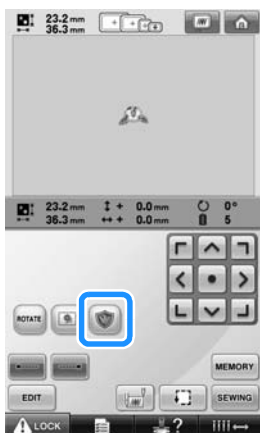 23.2 mm
36.3 mm
23.2 mm ↕ + 0.0 mm 0°
36.3 mm ↔ + 0.0 mm 5
ROTATE
MEMORY
EDIT
SEWING
LOCK
?